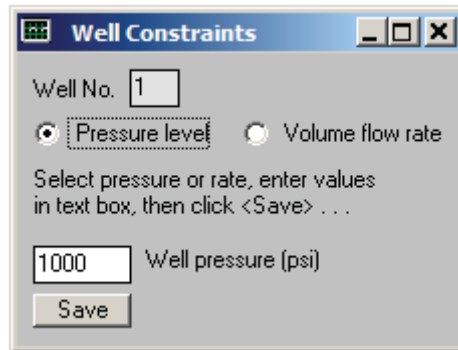 Well Constraints
Well No. 1
Pressure level Volume flow rate
Select pressure or rate, enter values
in text box, then click <Save> . . .
1000 Well pressure (psi)
Save